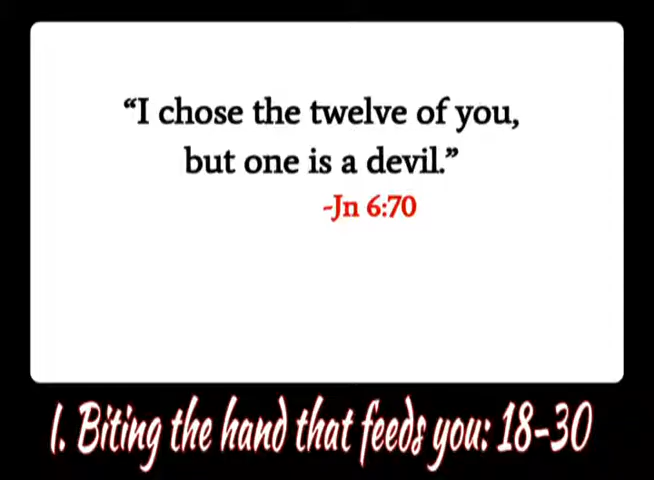 “I chose the twelve of you,
but one is a devil.”
-Jn 6:70
I. Biting the hand that feeds you: 18-30